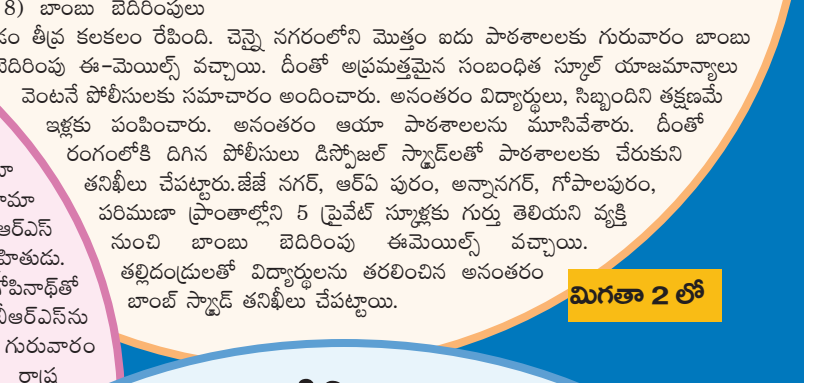 8) బాంబు బెదిరింపులు
డం తీవ్ర కలకలం రేపింది. చెన్నై నగరంలోని మొత్తం ఐదు పాఠశాలలకు గురువారం బాంబు
బెదిరింపు ఈ-మెయిల్స్ వచ్చాయి. దీంతో అప్రమత్తమైన సంబంధిత స్కూల్ యాజమాన్యాలు
వెంటనే పోలీసులకు సమాచారం అందించారు. అనంతరం విద్యార్థులు, సిబ్బందిని తక్షణమే
ఇళ్లకు పంపించారు. అనంతరం ఆయా పాఠశాలలను మూసివేశారు. దీంతో
రంగంలోకి దిగిన పోలీసులు డిస్పోజల్ స్క్వాడ్‌లతో పాఠశాలలకు చేరుకుని
తనిఖీలు చేపట్టారు.జేజే నగర్, ఆర్ఏ పురం, అన్నానగర్, గోపాలపురం,
పరిముణా ప్రాంతాల్లోని 5 ప్రైవేట్ స్కూళ్లకు గుర్తు తెలియని వ్యక్తి
నుంచి బాంబు బెదిరింపు ఈమెయిల్స్ వచ్చాయి.
తల్లిదండ్రులతో విద్యార్థులను తరలించిన అనంతరం
బాంబ్ స్క్వాడ్ తనిఖీలు చేపట్టాయి.
మిగతా 2 లో
మా
ఆర్ఎస్
హితుడు.
గోపినాథ్‌తో
బీఆర్ఎస్‌ను
గురువారం